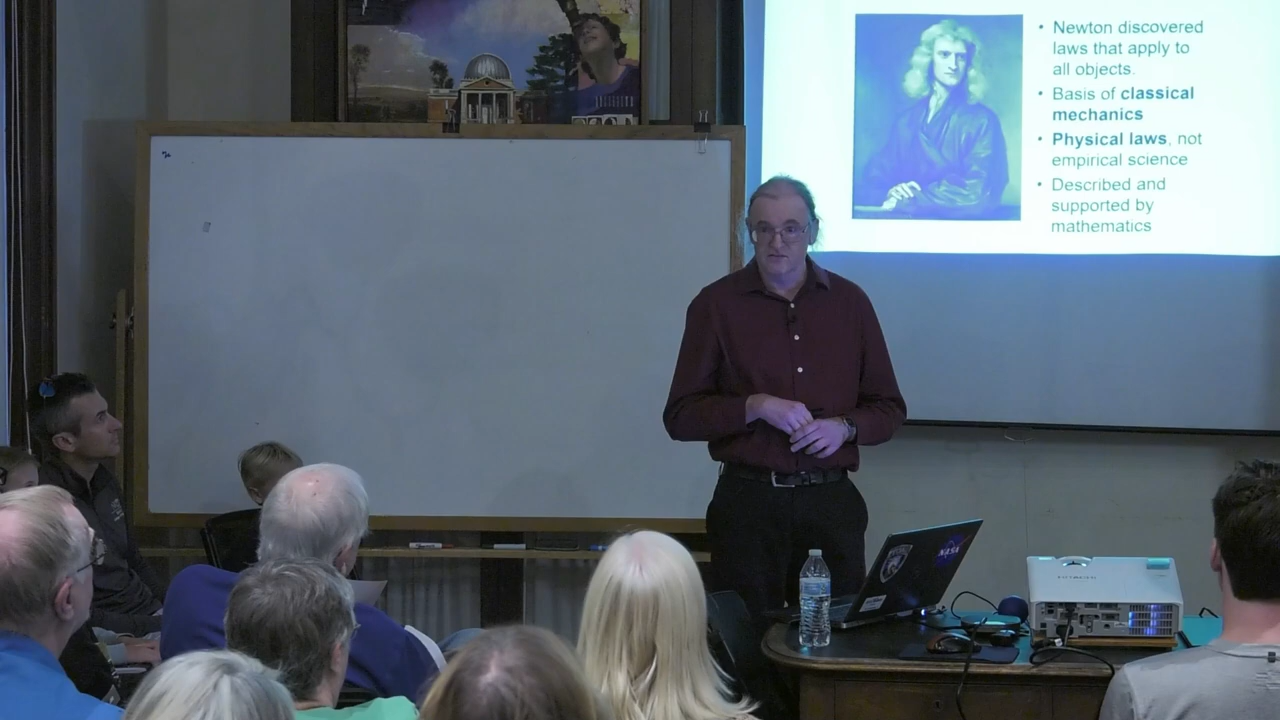 • Newton discovered
laws that apply to
all objects.
• Basis of classical
mechanics
• Physical laws, not
empirical science
• Described and
supported by
mathematics
NASA
HITACHI